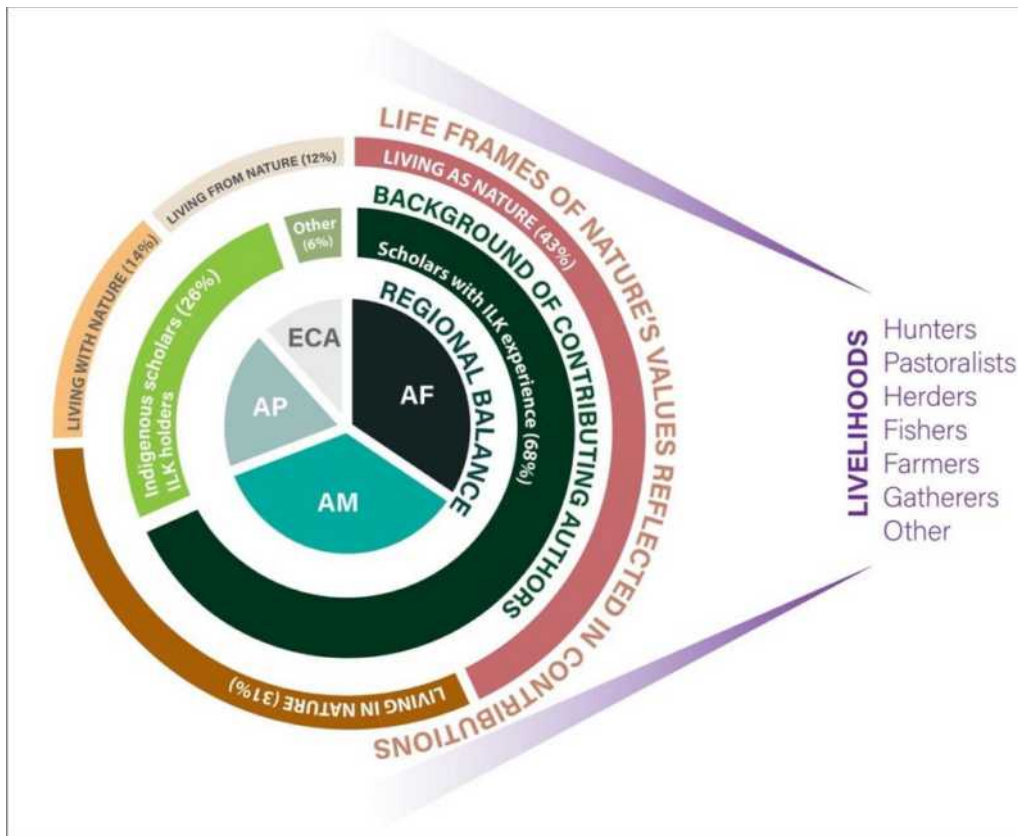 LIFE FRAMES OF NATURE'S VALUES REFLECTED IN CONTRIBUTIONS
LIVING AS NATURE (43%)
LIVING IN NATURE (31%)
LIVING WITH NATURE (14%)
LIVING FROM NATURE (12%)
BACKGROUND OF CONTRIBUTING AUTHORS
Scholars with ILK experience (68%)
Indigenous scholars (26%)
ILK holders
Other
(6%)
REGIONAL BALANCE
AF
AM
AP
ECA
LIVELIHOODS
Hunters
Pastoralists
Herders
Fishers
Farmers
Gatherers
Other